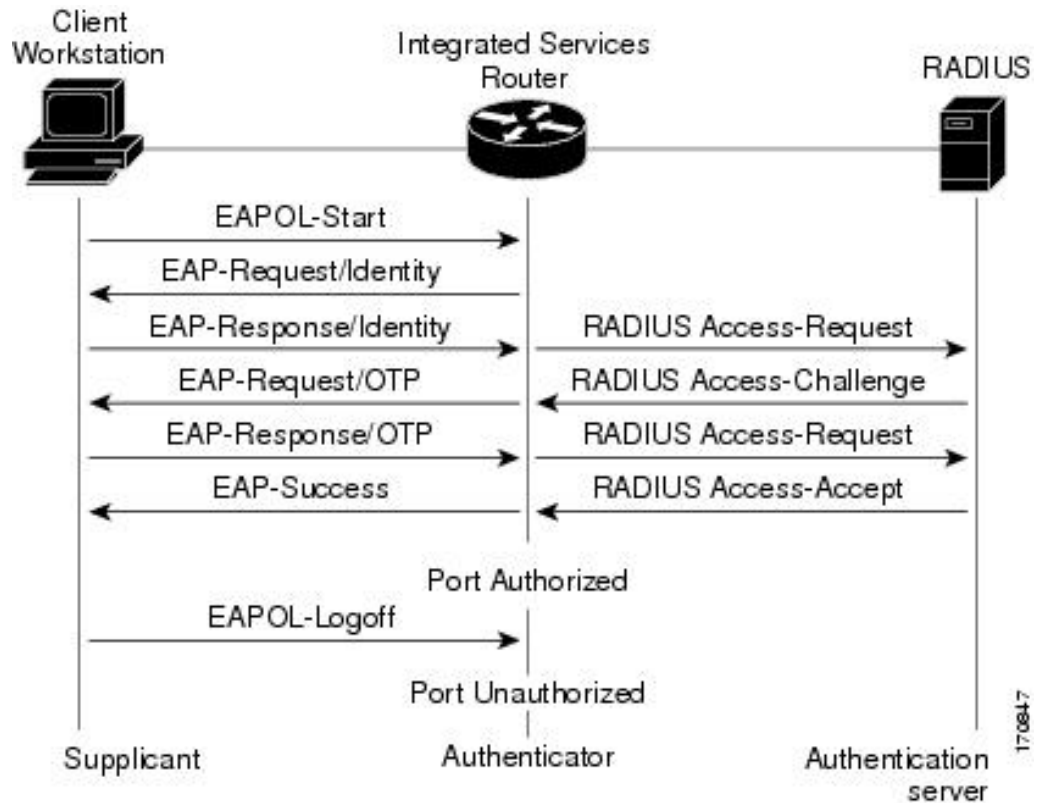 Client
Workstation
Integrated Services
Router
RADIUS
EAPOL-Start
EAP-Request/Identity
EAP-Response/Identity
RADIUS Access-Request
EAP-Request/OTP
RADIUS Access-Challenge
EAP-Response/OTP
RADIUS Access-Request
EAP-Success
RADIUS Access-Accept
Port Authorized
EAPOL-Logoff
Port Unauthorized
Supplicant
Authenticator
Authentication
server
170847